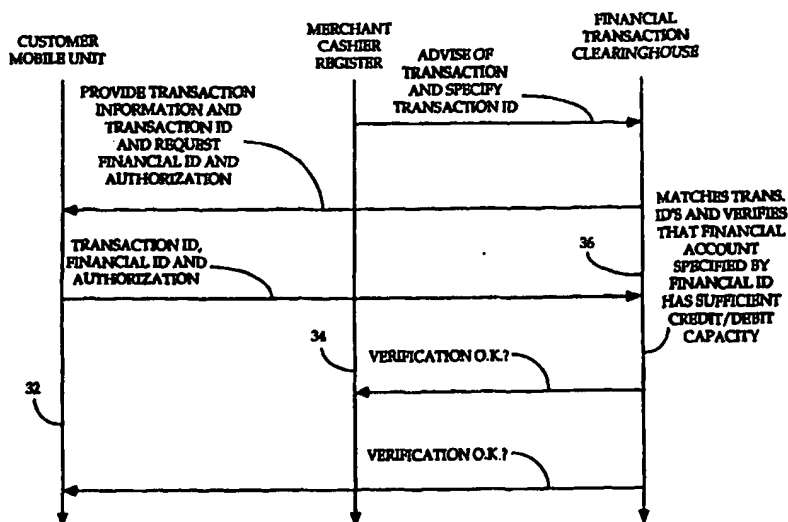 CUSTOMER
MOBILE UNIT
MERCHANT
CASHIER
REGISTER
FINANCIAL
TRANSACTION
CLEARINGHOUSE
ADVISE OF
TRANSACTION
AND SPECIFY
TRANSACTION ID
PROVIDE TRANSACTION
INFORMATION AND
TRANSACTION ID
AND REQUEST
FINANCIAL ID AND
AUTHORIZATION
MATCHES TRANS.
ID'S AND VERIFIES
THAT FINANCIAL
ACCOUNT
SPECIFIED BY
FINANCIAL ID
HAS SUFFICIENT
CREDIT/DEBIT
CAPACITY
36
TRANSACTION ID,
FINANCIAL ID AND
AUTHORIZATION
34
VERIFICATION O.K.?
32
VERIFICATION O.K.?